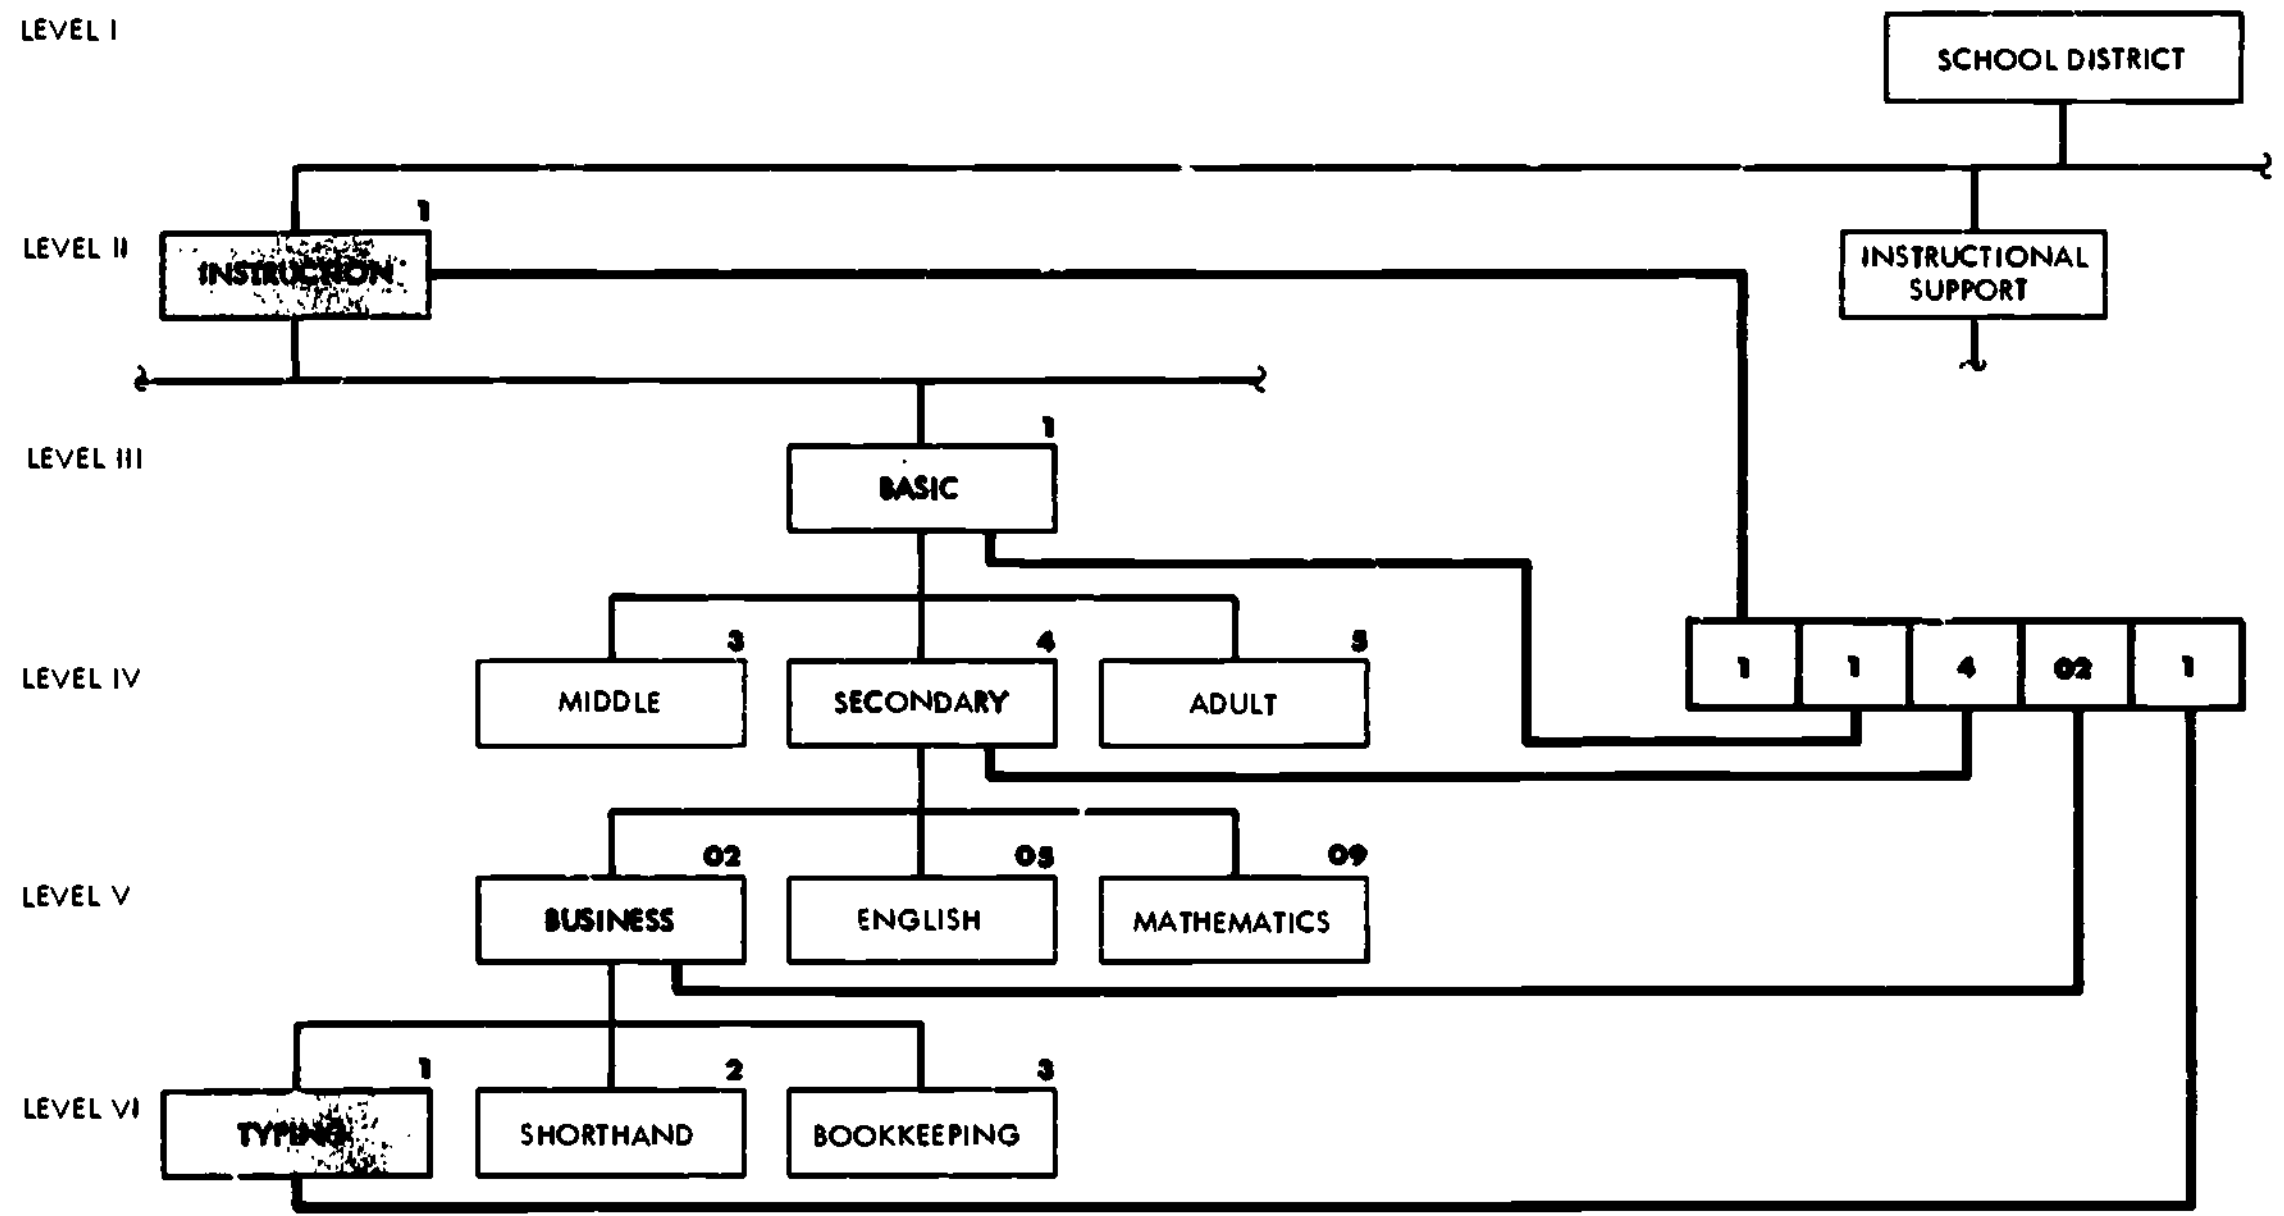 LEVEL I
SCHOOL DISTRICT
1
LEVEL II
INSTRUCTION
INSTRUCTIONAL
SUPPORT
1
LEVEL III
BASIC
3 4 5
LEVEL IV
MIDDLE SECONDARY ADULT
1 1 4 02 1
02 05 09
LEVEL V
BUSINESS ENGLISH MATHEMATICS
1 2 3
LEVEL VI
TYPING SHORTHAND BOOKKEEPING